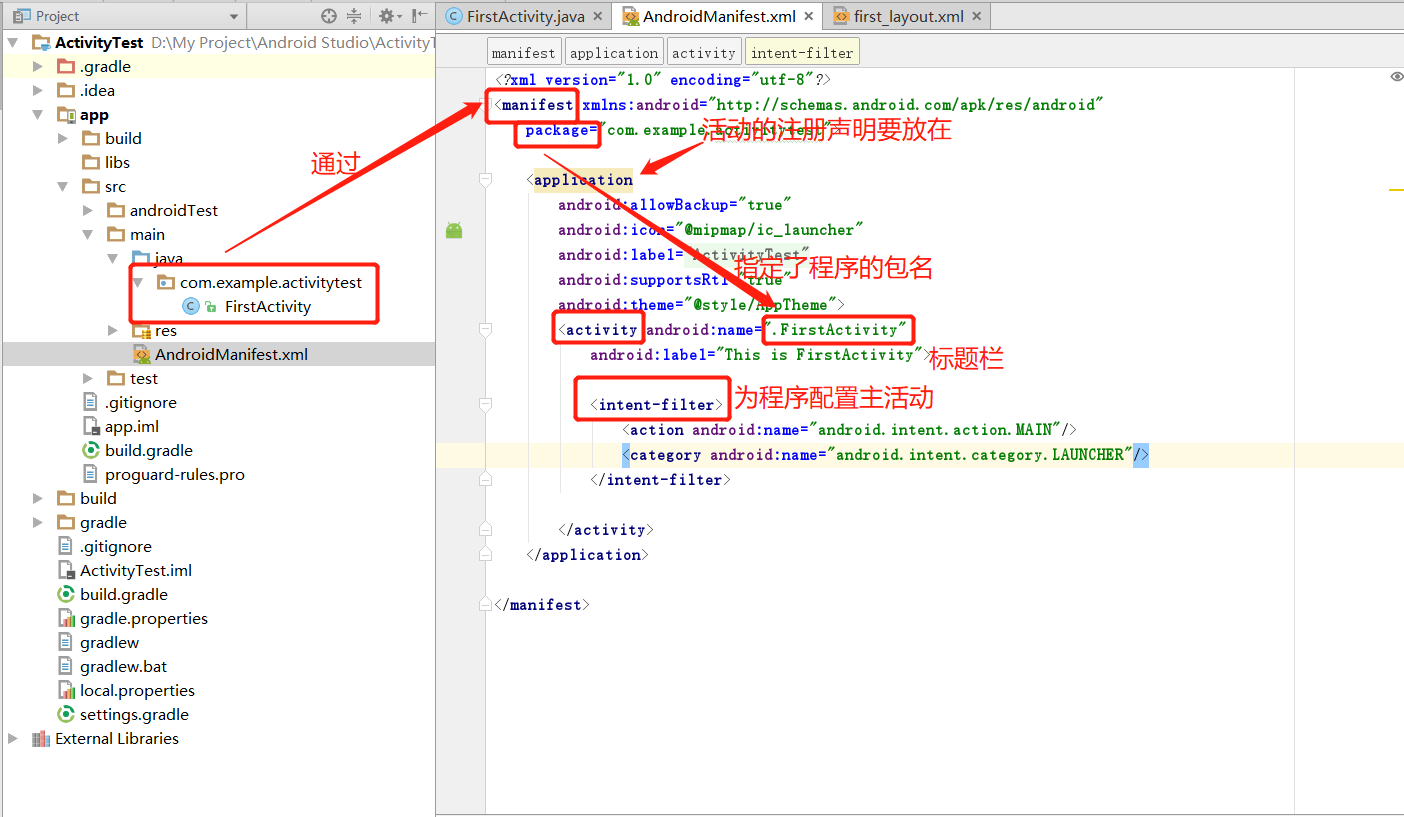 Project
ActivityTest D:\My Project\Android Studio\ActivityT
.gradle
.idea
app
build
libs
src
androidTest
main
java
com.example.activitytest
FirstActivity
res
AndroidManifest.xml
test
.gitignore
app.iml
build.gradle
proguard-rules.pro
build
gradle
.gitignore
ActivityTest.iml
build.gradle
gradle.properties
gradlew
gradlew.bat
local.properties
settings.gradle
External Libraries
通过
FirstActivity.java
AndroidManifest.xml
first_layout.xml
manifest application activity intent-filter
<?xml version="1.0" encoding="utf-8"?>
<manifest xmlns:android="http://schemas.android.com/apk/res/android"
package="com.example.activitytest">
活动的注册声明要放在
<application
android:allowBackup="true"
android:icon="@mipmap/ic_launcher"
android:label="ActivityTest"
指定了程序的包名
android:supportsRtl="true"
android:theme="@style/AppTheme">
<activity android:name=".FirstActivity"
android:label="This is FirstActivity">
标题栏
<intent-filter>
为程序配置主活动
<action android:name="android.intent.action.MAIN"/>
<category android:name="android.intent.category.LAUNCHER"/>
</intent-filter>
</activity>
</application>
</manifest>